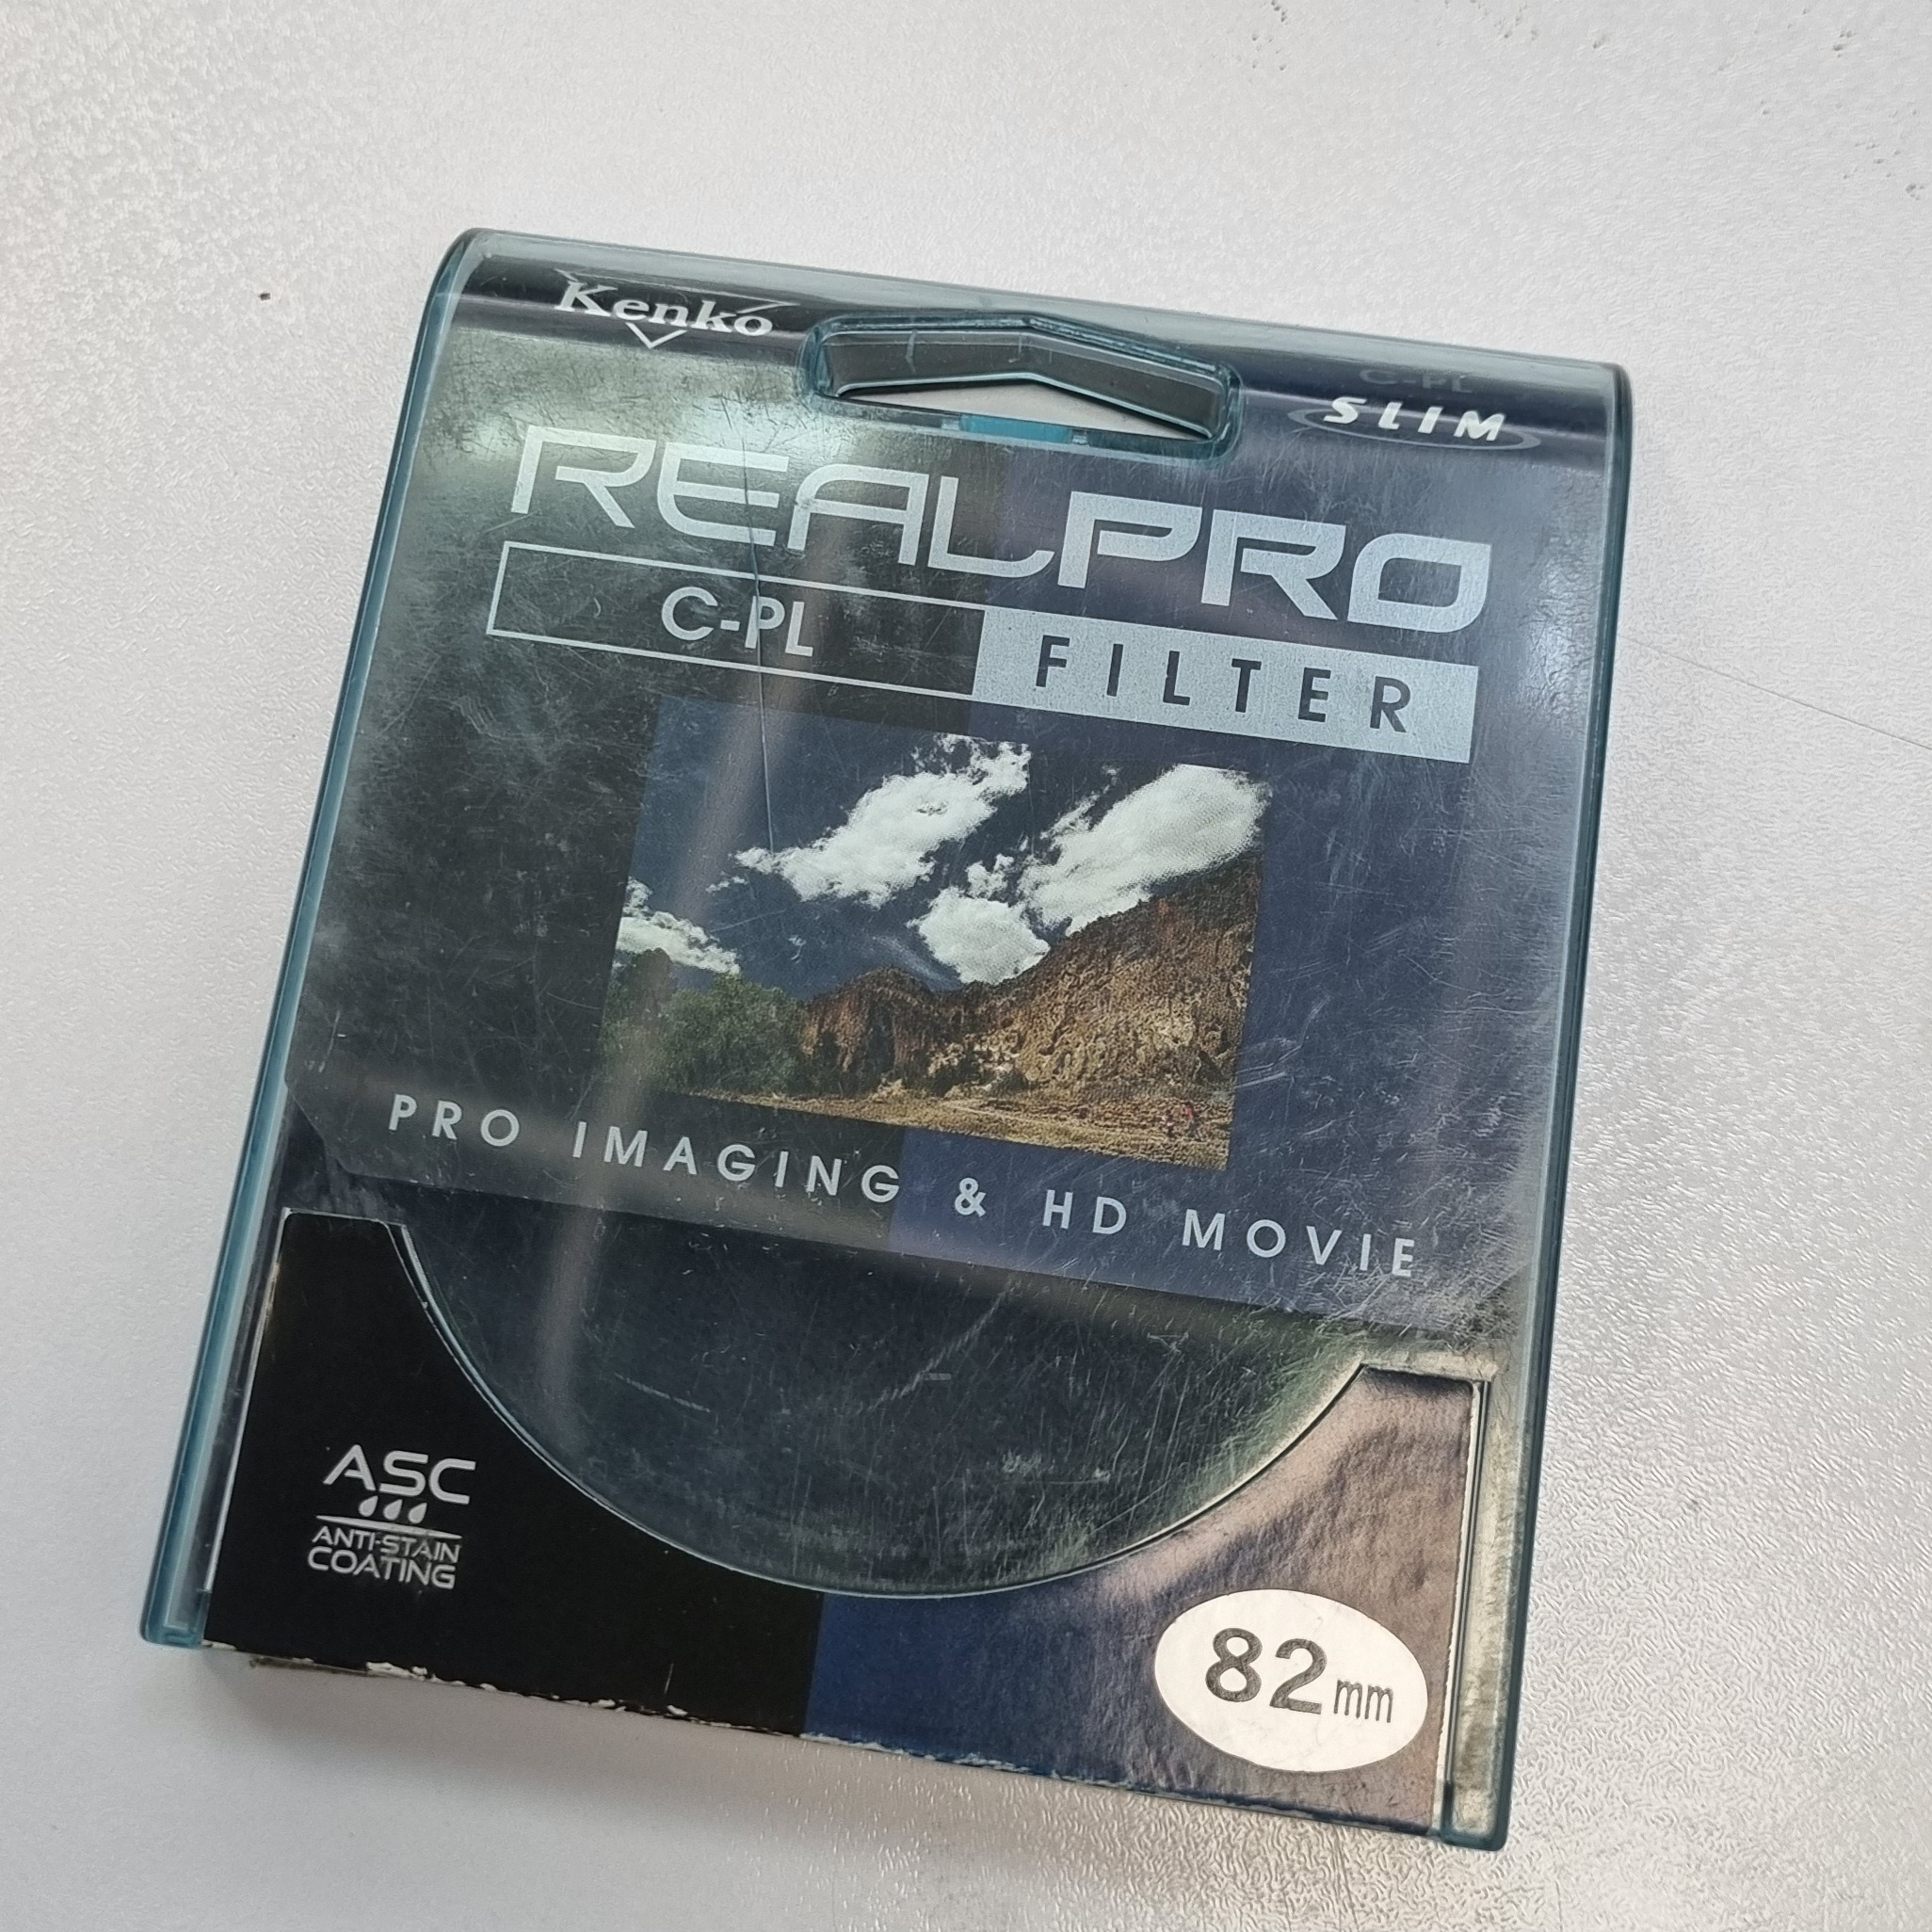 Kenko
C-PL
SLIM
REALPRO
C-PL FILTER
PRO IMAGING & HD MOVIE
ASC
ANTI-STAIN
COATING
82mm